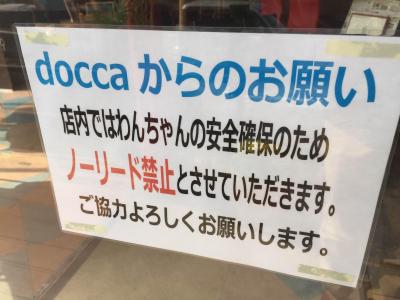 docca からのお願い
店内ではわんちゃんの安全確保のため
ノーリード禁止とさせていただきます。
ご協力よろしくお願いします。